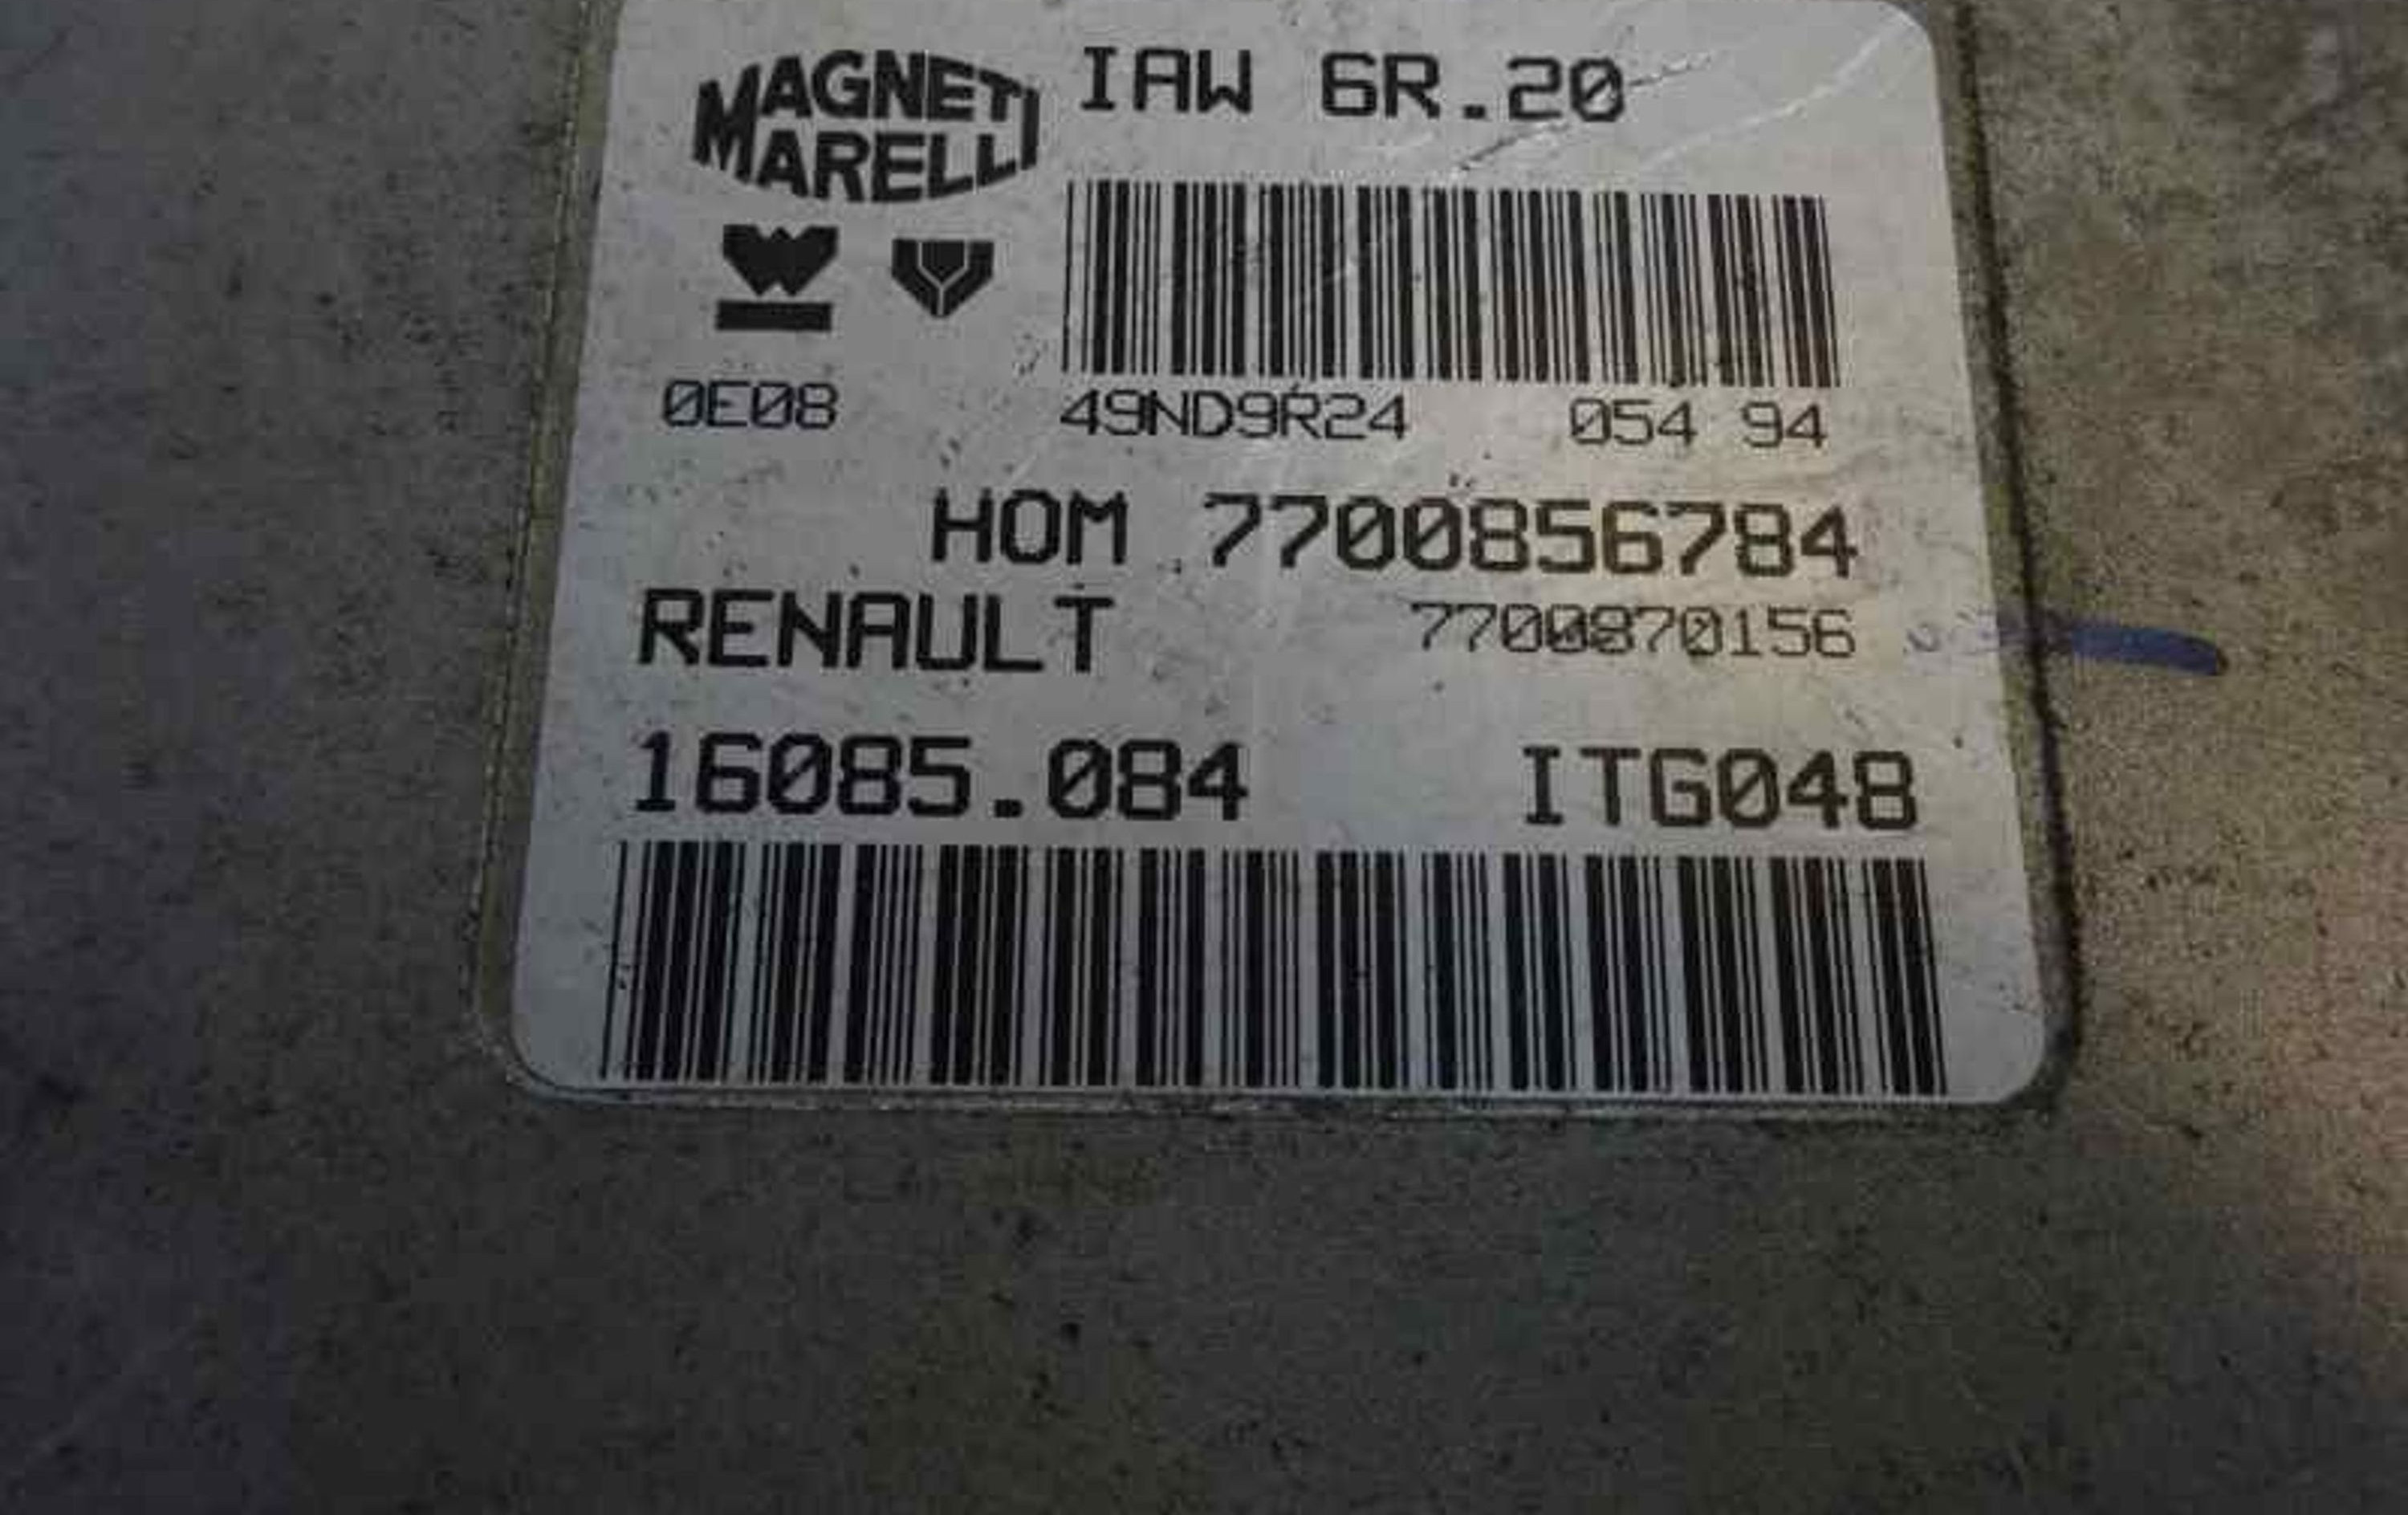 MAGNETI MARELLI
IAW 6R.20
0E08 49ND9R24 054 94
HOM 7700856784
RENAULT 7700870156
16085.084 ITG048